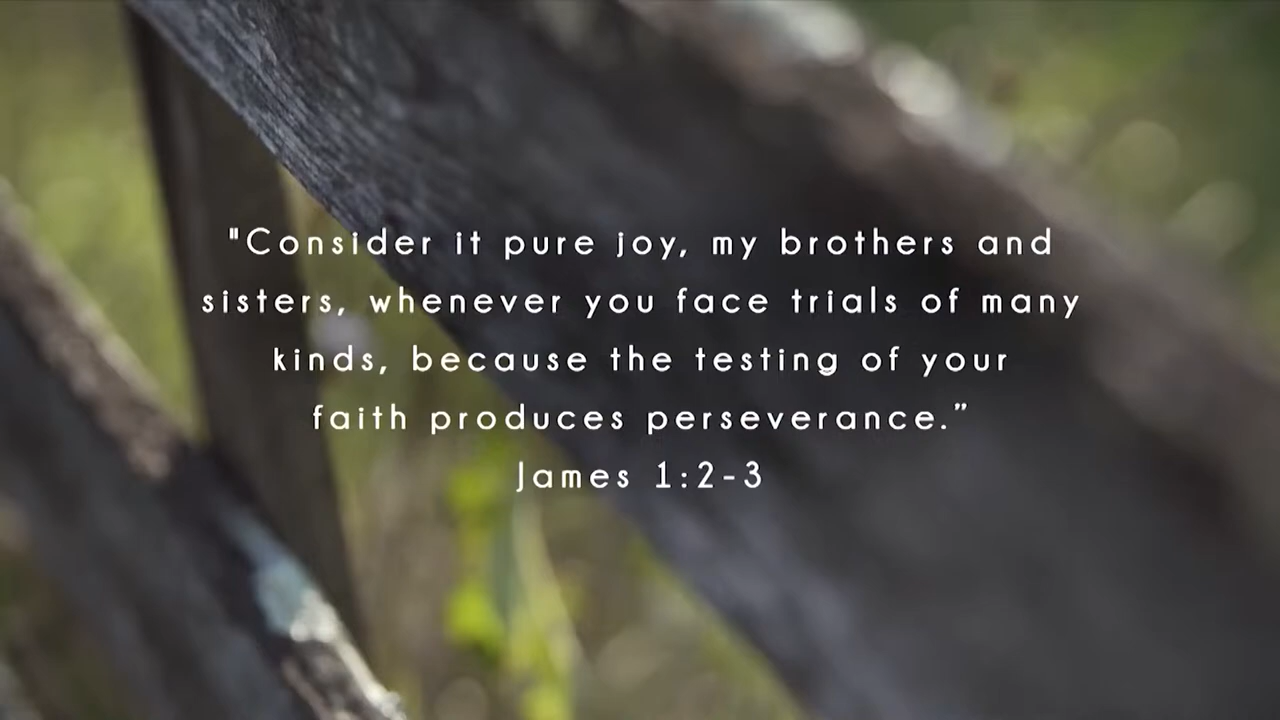 "Consider it pure joy, my brothers and
sisters, whenever you face trials of many
kinds, because the testing of your
faith produces perseverance.”
James 1:2-3